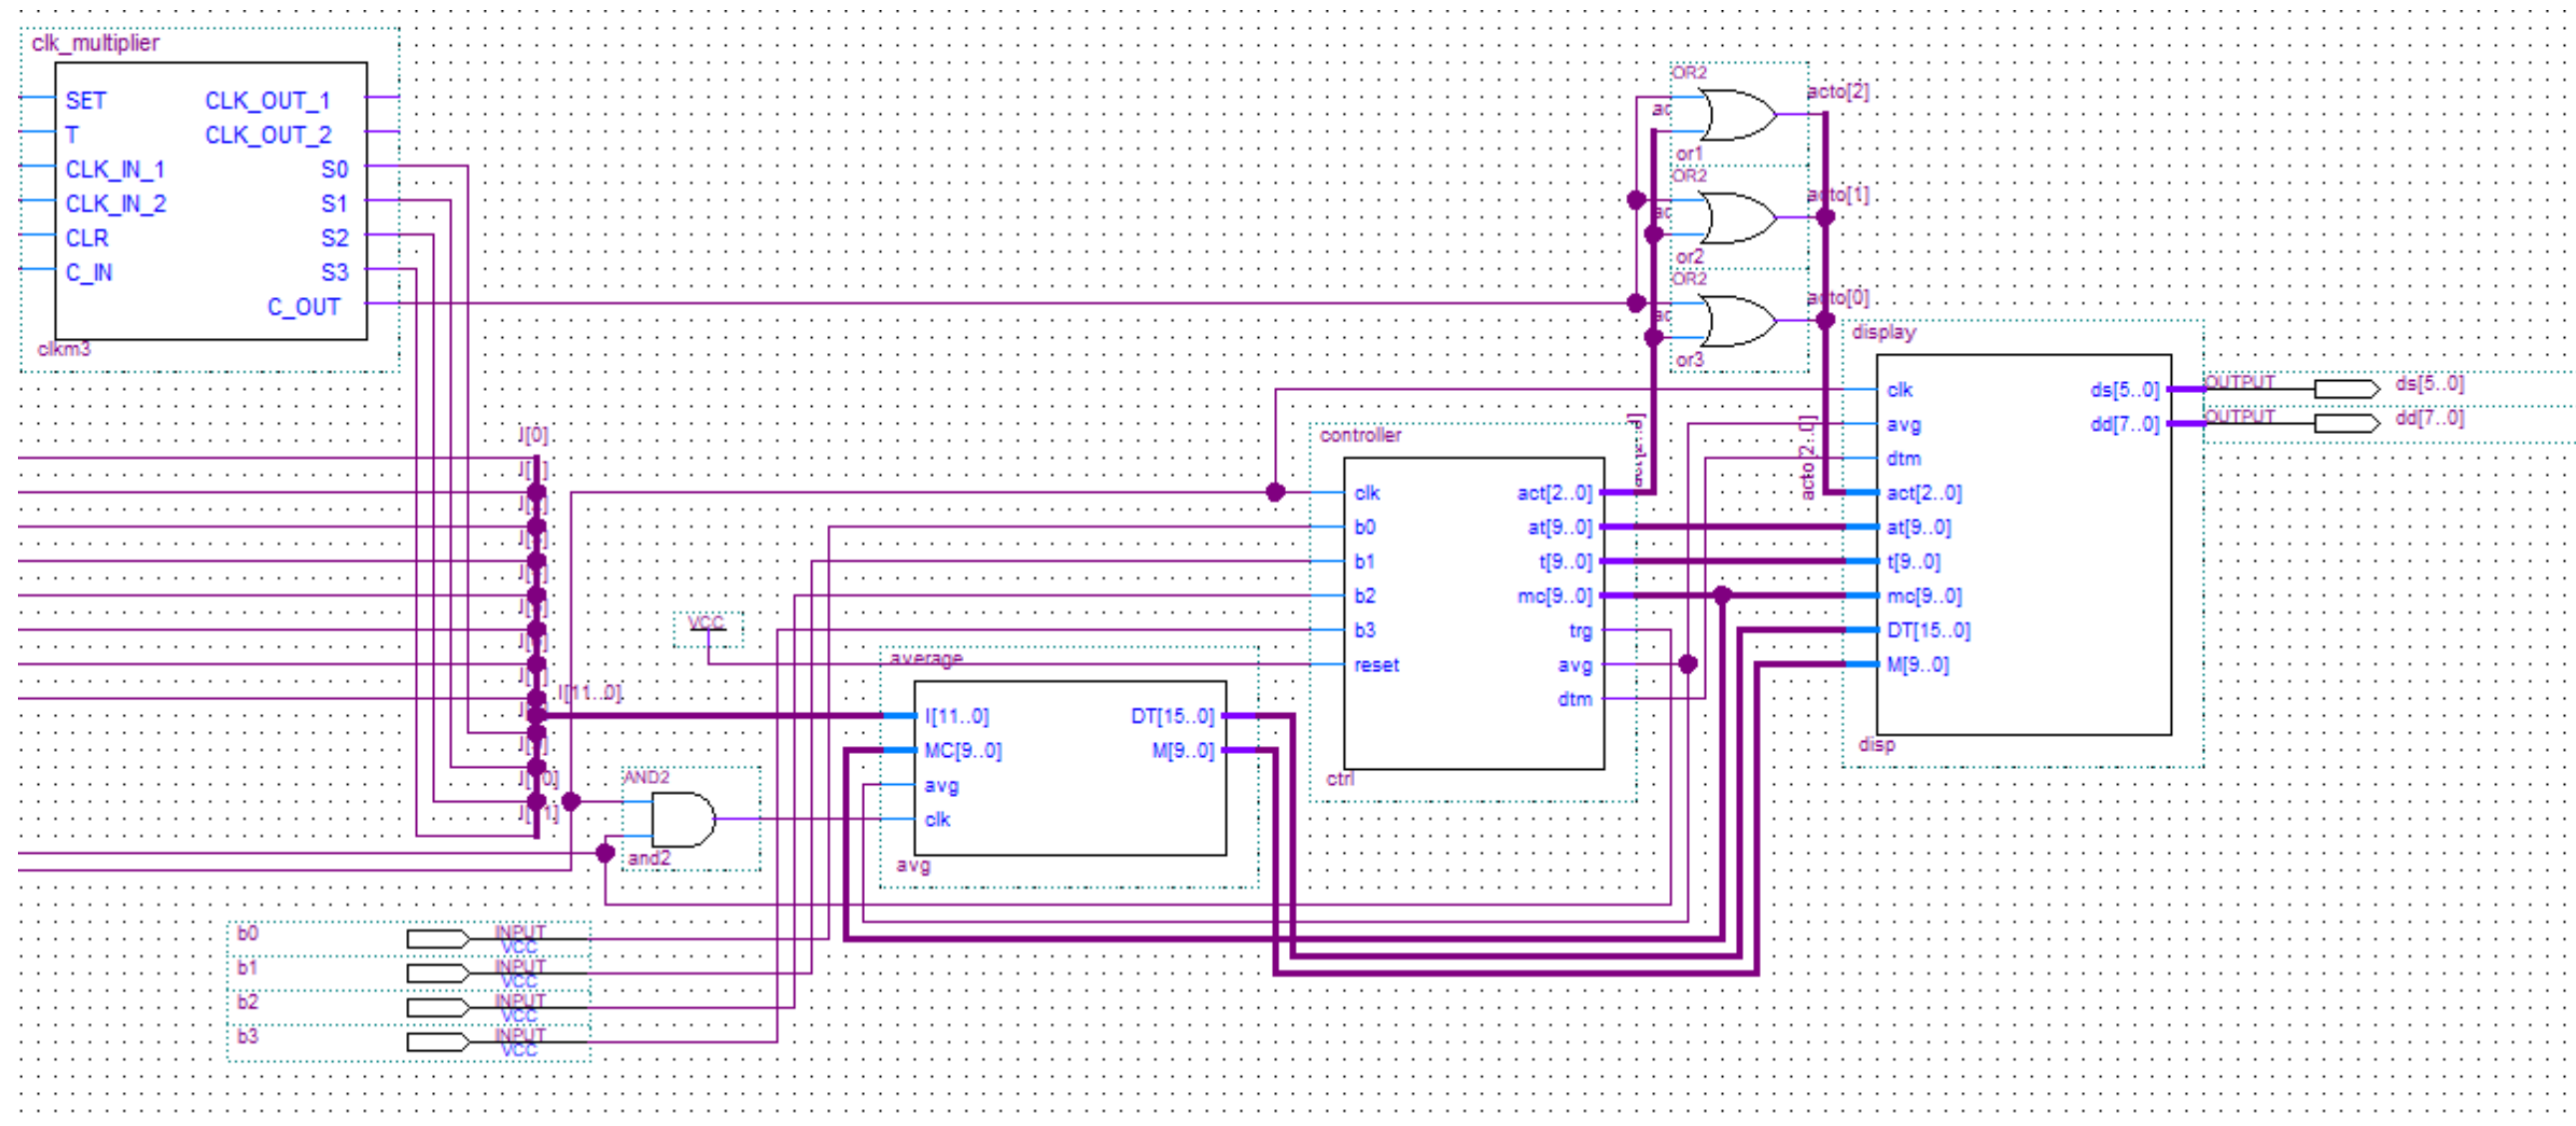 clk_multiplier
SET CLK_OUT_1
T CLK_OUT_2
CLK_IN_1 S0
CLK_IN_2 S1
CLR S2
C_IN S3
C_OUT
clkm3
OR2
acto[2]
or1
OR2
acto[1]
or2
OR2
acto[0]
or3
display
clk ds[5..0]
avg dd[7..0]
dtm
act[2..0]
at[9..0]
t[9..0]
mc[9..0]
DT[15..0]
M[9..0]
disp
OUTPUT ds[5..0]
OUTPUT dd[7..0]
controller
clk act[2..0]
b0 at[9..0]
b1 t[9..0]
b2 mc[9..0]
b3 trg
reset avg
dtm
ctrl
VCC
I[11..0]
average
I[11..0] DT[15..0]
MC[9..0] M[9..0]
avg
clk
avg
AND2
and2
b0 INPUT
VCC
b1 INPUT
VCC
b2 INPUT
VCC
b3 INPUT
VCC